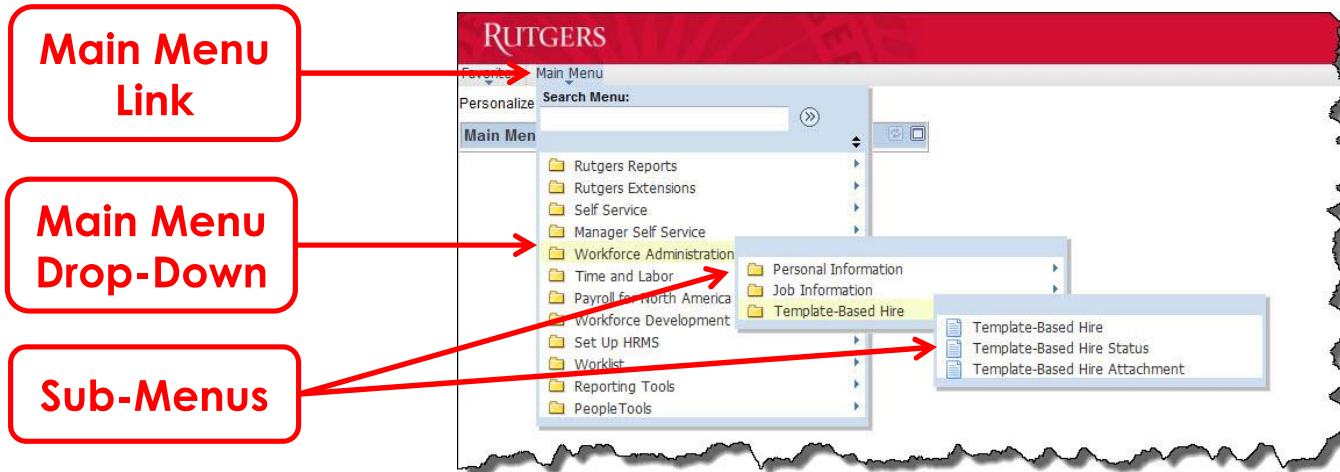 Main Menu
Link
Main Menu
Drop-Down
Sub-Menus
RUTGERS
Main Menu
Personalize
Search Menu:
Main Men
Rutgers Reports
Rutgers Extensions
Self Service
Manager Self Service
Workforce Administration
Time and Labor
Payroll for North America
Workforce Development
Set Up HRMS
Worklist
Reporting Tools
PeopleTools
Personal Information
Job Information
Template-Based Hire
Template-Based Hire
Template-Based Hire Status
Template-Based Hire Attachment